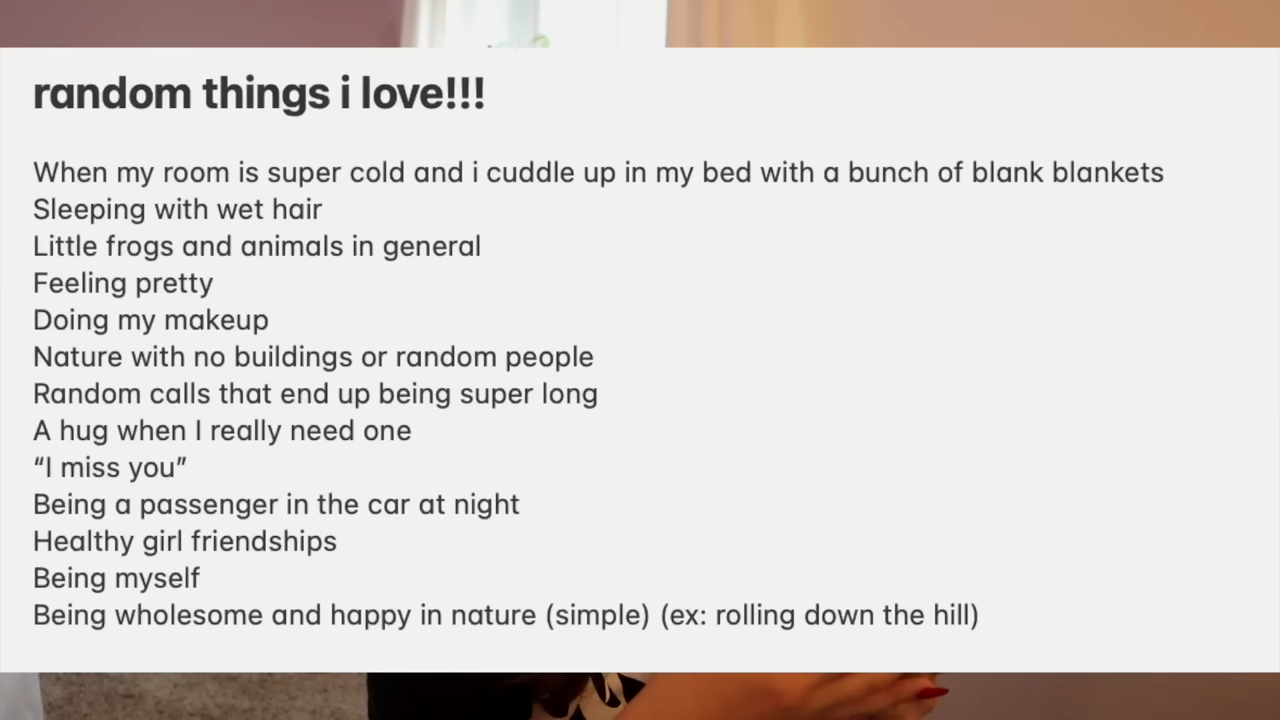 random things i love!!!
When my room is super cold and i cuddle up in my bed with a bunch of blank blankets
Sleeping with wet hair
Little frogs and animals in general
Feeling pretty
Doing my makeup
Nature with no buildings or random people
Random calls that end up being super long
A hug when I really need one
“I miss you”
Being a passenger in the car at night
Healthy girl friendships
Being myself
Being wholesome and happy in nature (simple) (ex: rolling down the hill)